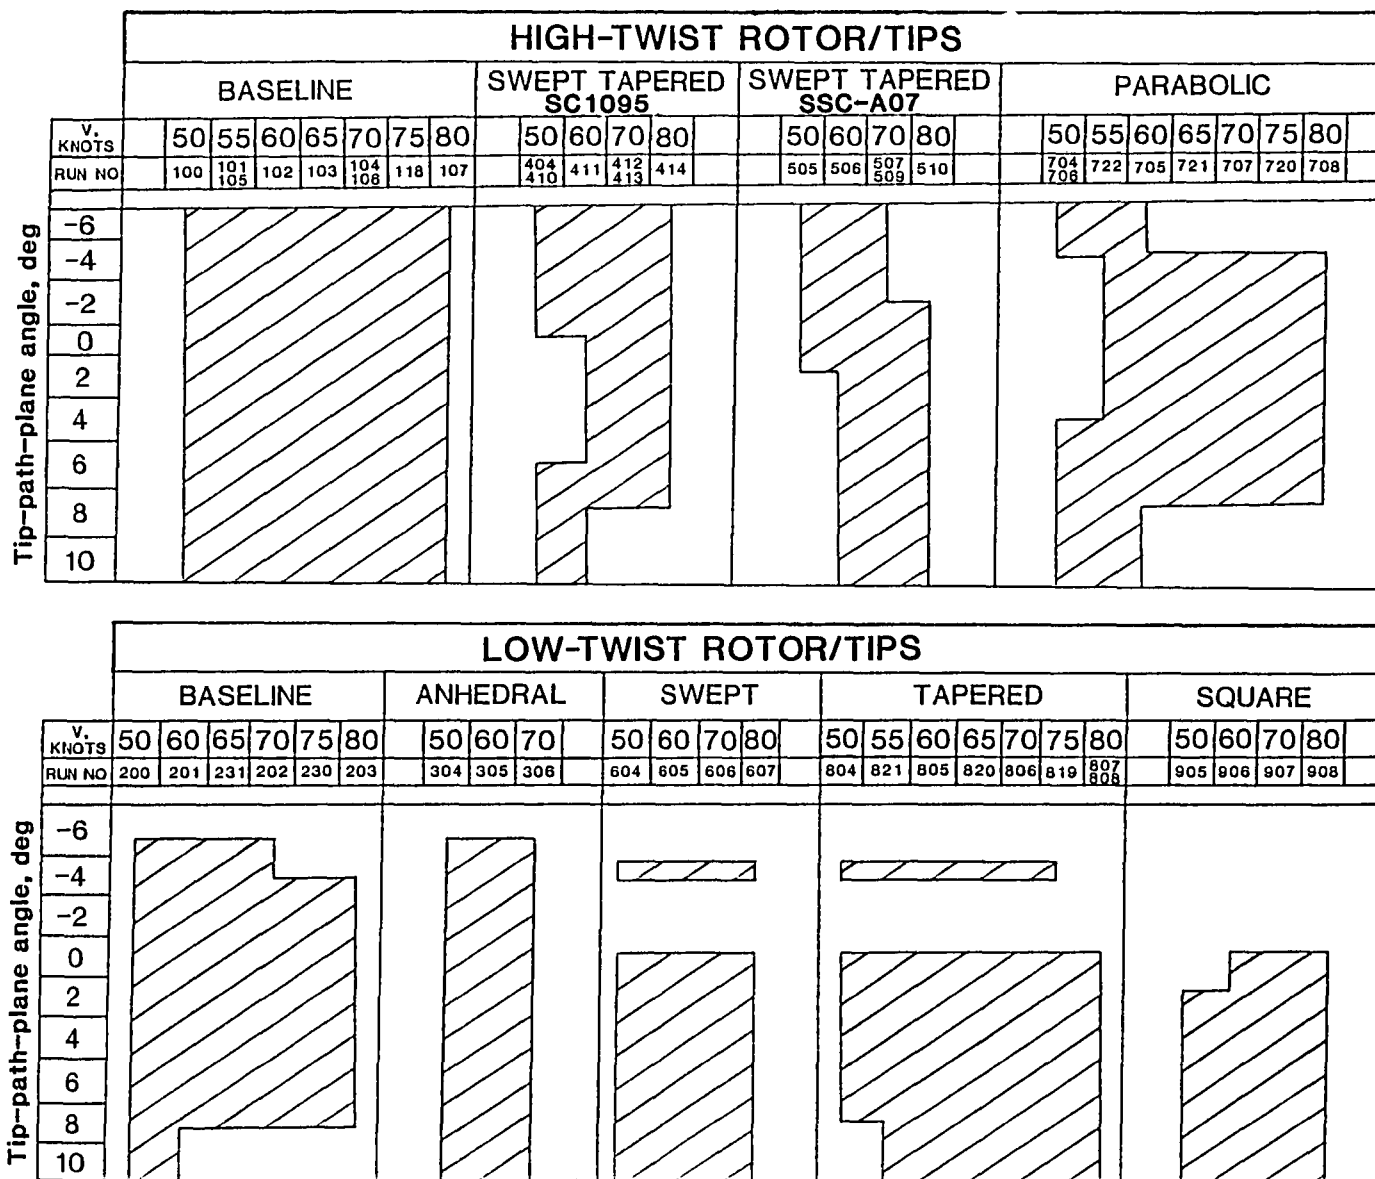 HIGH-TWIST ROTOR/TIPS
BASELINE
SWEPT TAPERED SC1095
SWEPT TAPERED SSC-A07
PARABOLIC
V, KNOTS 50 55 60 65 70 75 80 50 60 70 80 50 60 70 80 50 55 60 65 70 75 80
RUN NO 100 101 105 102 103 104 106 118 107 404 410 411 412 413 414 505 506 507 509 510 704 706 722 705 721 707 720 708
Tip-path-plane angle, deg
-6
-4
-2
0
2
4
6
8
10
LOW-TWIST ROTOR/TIPS
BASELINE
ANHEDRAL
SWEPT
TAPERED
SQUARE
V, KNOTS 50 60 65 70 75 80 50 60 70 50 60 70 80 50 55 60 65 70 75 80 50 60 70 80
RUN NO 200 201 231 202 230 203 304 305 306 604 605 606 607 804 821 805 820 806 819 807 808 905 906 907 908
Tip-path-plane angle, deg
-6
-4
-2
0
2
4
6
8
10